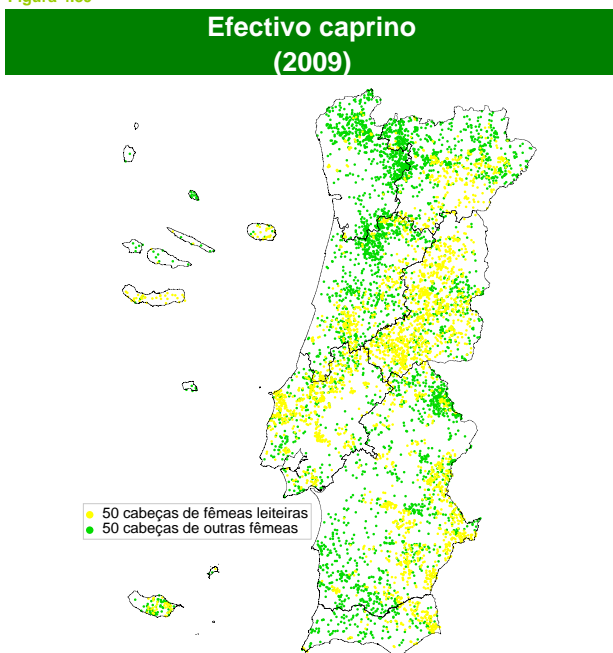 Efectivo caprino
(2009)
50 cabeças de fêmeas leiteiras
50 cabeças de outras fêmeas